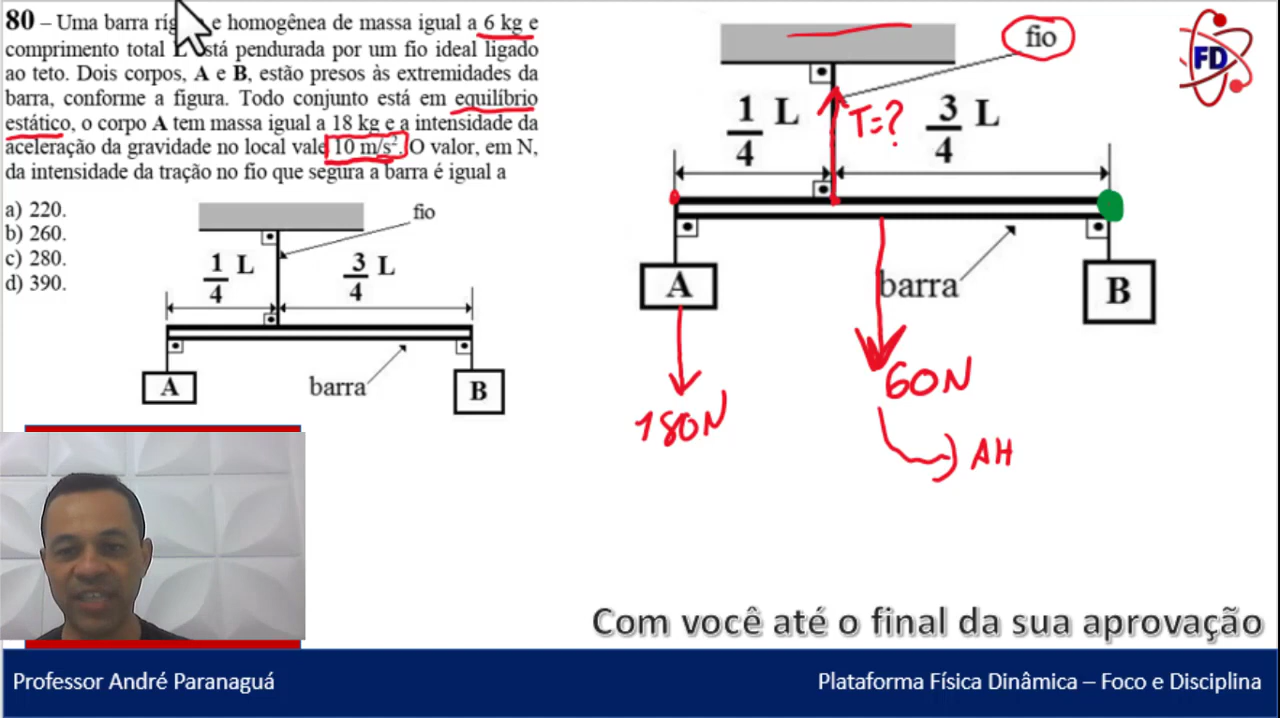 80 – Uma barra rígida e homogênea de massa igual a 6 kg e
comprimento total L está pendurada por um fio ideal ligado
ao teto. Dois corpos, A e B, estão presos às extremidades da
barra, conforme a figura. Todo conjunto está em equilíbrio
estático, o corpo A tem massa igual a 18 kg e a intensidade da
aceleração da gravidade no local vale 10 m/s². O valor, em N,
da intensidade da tração no fio que segura a barra é igual a
a) 220.
b) 260.
c) 280.
d) 390.
fio
1/4 L
3/4 L
barra
A
B
fio
1/4 L
T=?
3/4 L
A
barra
B
180N
60N
AH
FD
Com você até o final da sua aprovação
Professor André Paranaguá
Plataforma Física Dinâmica – Foco e Disciplina